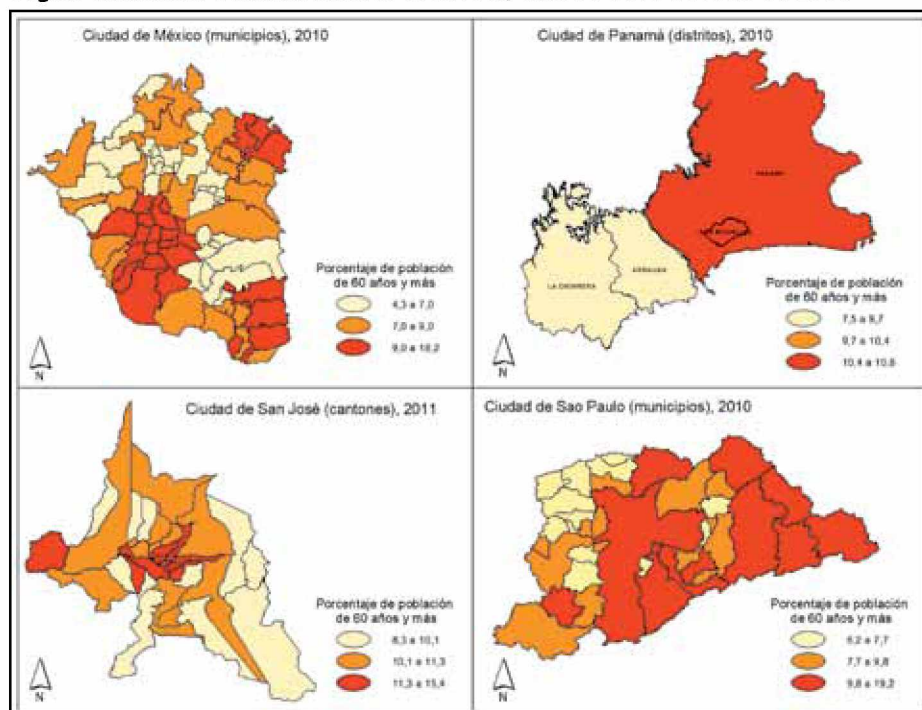 Ciudad de México (municipios), 2010
Porcentaje de población
de 60 años y más
4,3 a 7,0
7,0 a 9,0
9,0 a 18,2
N
Ciudad de Panamá (distritos), 2010
PANAMÁ
LA CHORRERA
ARRAIJAN
Porcentaje de población
de 60 años y más
7,5 a 9,7
9,7 a 10,4
10,4 a 10,6
N
Ciudad de San José (cantones), 2011
Porcentaje de población
de 60 años y más
8,3 a 10,1
10,1 a 11,3
11,3 a 15,4
N
Ciudad de Sao Paulo (municipios), 2010
Porcentaje de población
de 60 años y más
6,2 a 7,7
7,7 a 9,8
9,8 a 19,2
N